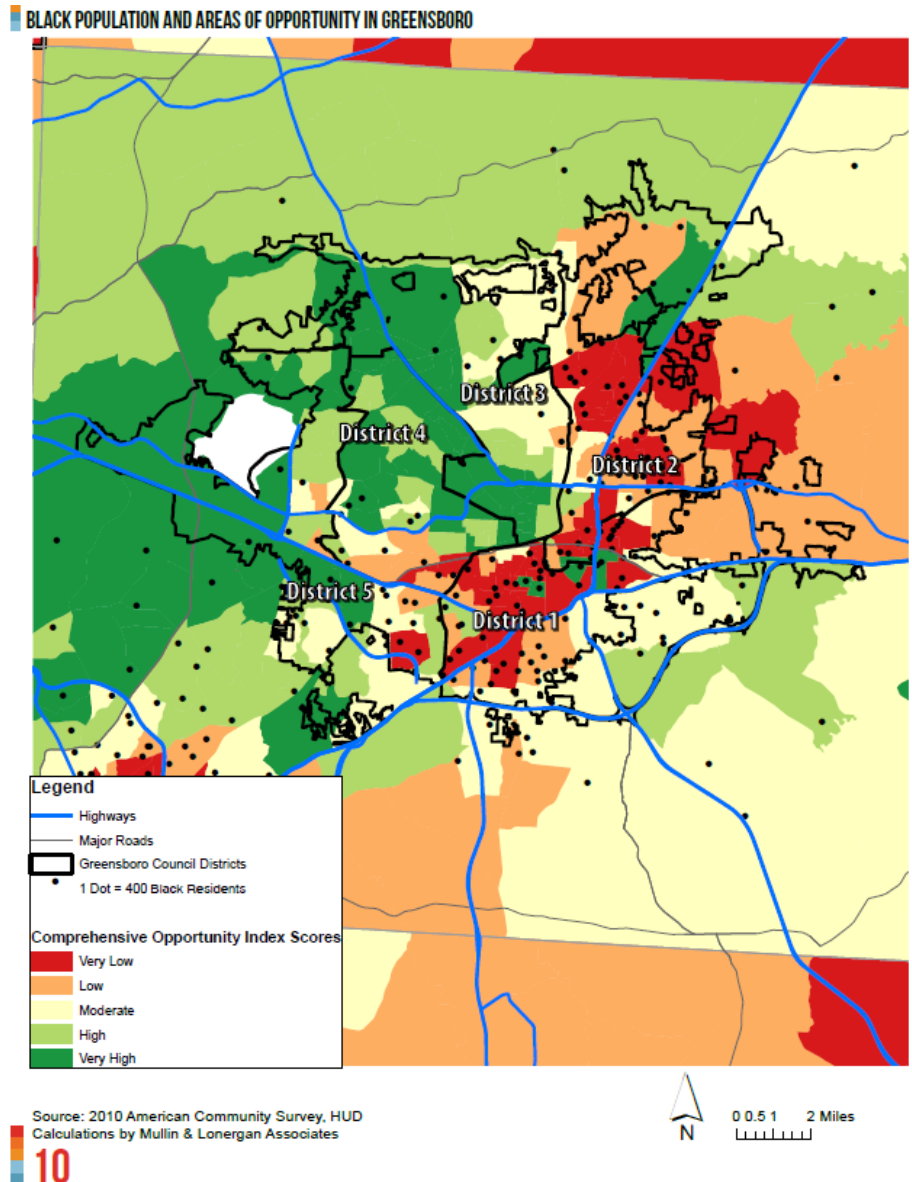 BLACK POPULATION AND AREAS OF OPPORTUNITY IN GREENSBORO
District 3
District 4
District 2
District 5
District 1
Legend
Highways
Major Roads
Greensboro Council Districts
1 Dot = 400 Black Residents
Comprehensive Opportunity Index Scores
Very Low
Low
Moderate
High
Very High
Source: 2010 American Community Survey, HUD
Calculations by Mullin & Lonergan Associates
N
0 0.5 1 2 Miles
10